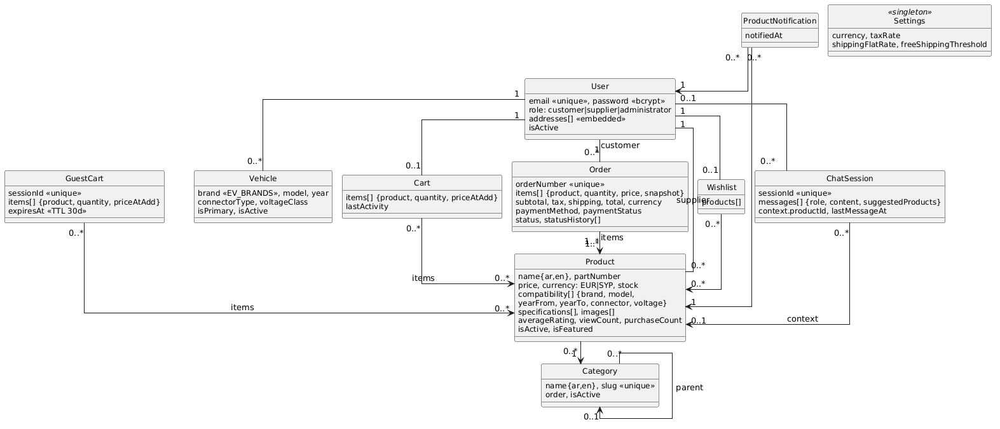 ProductNotification
notifiedAt
«singleton»
Settings
currency, taxRate
shippingFlatRate, freeShippingThreshold
0..*
0..*
User
email «unique», password «bcrypt»
role: customer|supplier|administrator
addresses[] «embedded»
isActive
1
1
1
0..1
1
1
customer
1
0..*
0..*
0..1
0..1
0..*
GuestCart
sessionId «unique»
items[] {product, quantity, priceAtAdd}
expiresAt «TTL 30d»
Vehicle
brand «EV_BRANDS», model, year
connectorType, voltageClass
isPrimary, isActive
Cart
items[] {product, quantity, priceAtAdd}
lastActivity
Order
orderNumber «unique»
items[] {product, quantity, price, snapshot}
subtotal, tax, shipping, total, currency
paymentMethod, paymentStatus
status, statusHistory[]
supplier
Wishlist
products[]
ChatSession
sessionId «unique»
messages[] {role, content, suggestedProducts}
context.productId, lastMessageAt
0..*
0..*
1..*
items
1..*
0..*
0..*
Product
name{ar,en}, partNumber
price, currency: EUR|SYP, stock
compatibility[] {brand, model,
yearFrom, yearTo, connector, voltage}
specifications[], images[]
averageRating, viewCount, purchaseCount
isActive, isFeatured
items
0..*
items
0..*
0..*
0..*
1
0..1
context
0..*
1
0..*
Category
name{ar,en}, slug «unique»
order, isActive
parent
0..1